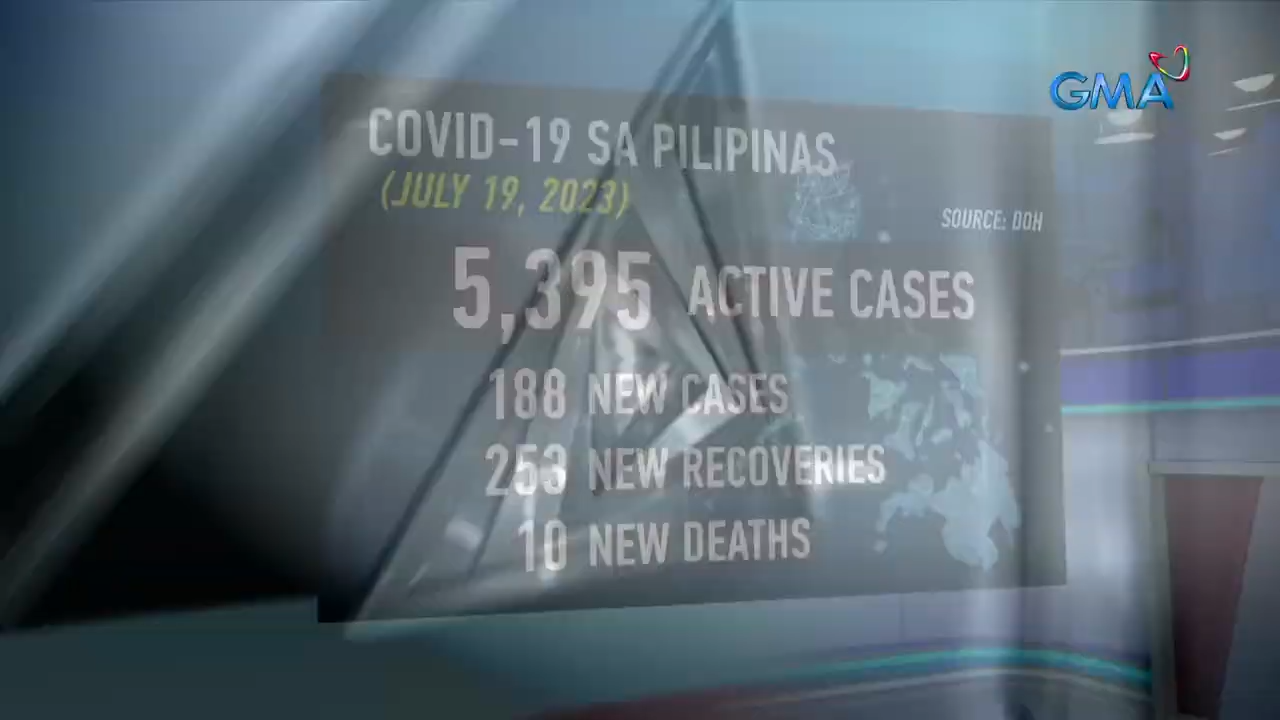 GMA
COVID-19 SA PILIPINAS
(JULY 19, 2023)
SOURCE: DOH
5,395 ACTIVE CASES
188 NEW CASES
253 NEW RECOVERIES
10 NEW DEATHS